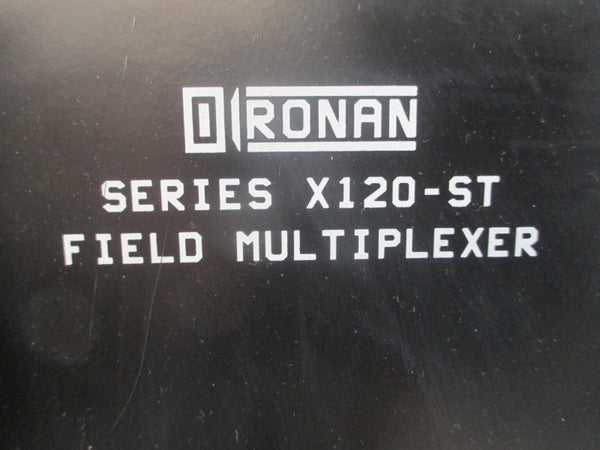 RONAN
SERIES X120-ST
FIELD MULTIPLEXER